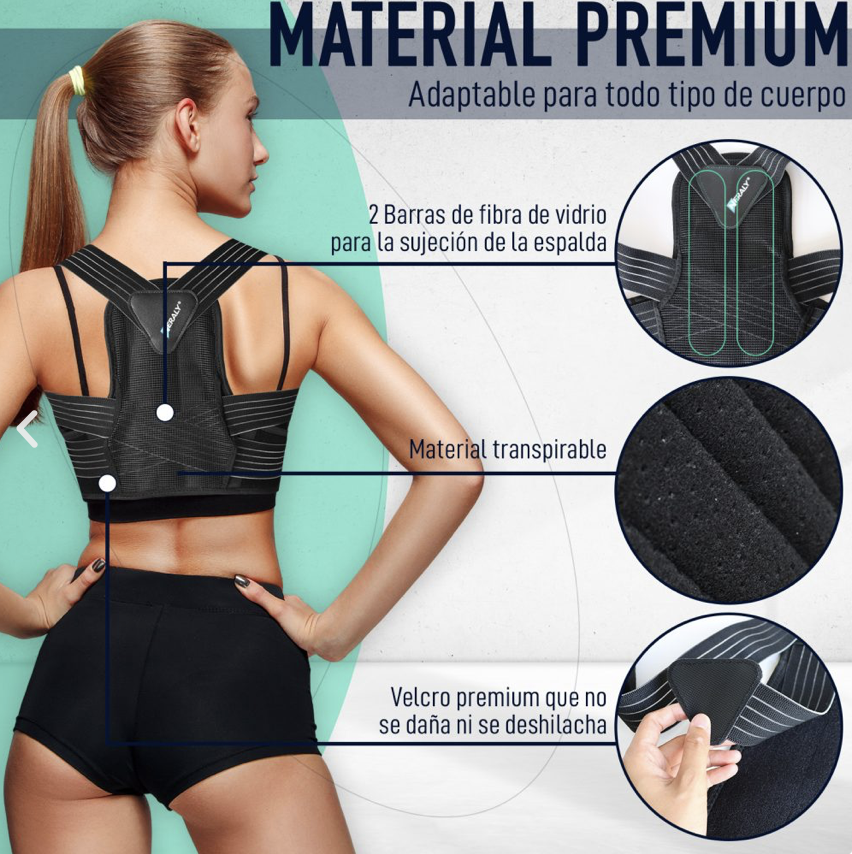 MATERIAL PREMIUM
Adaptable para todo tipo de cuerpo
2 Barras de fibra de vidrio
para la sujeción de la espalda
Material transpirable
Velcro premium que no
se daña ni se deshilacha